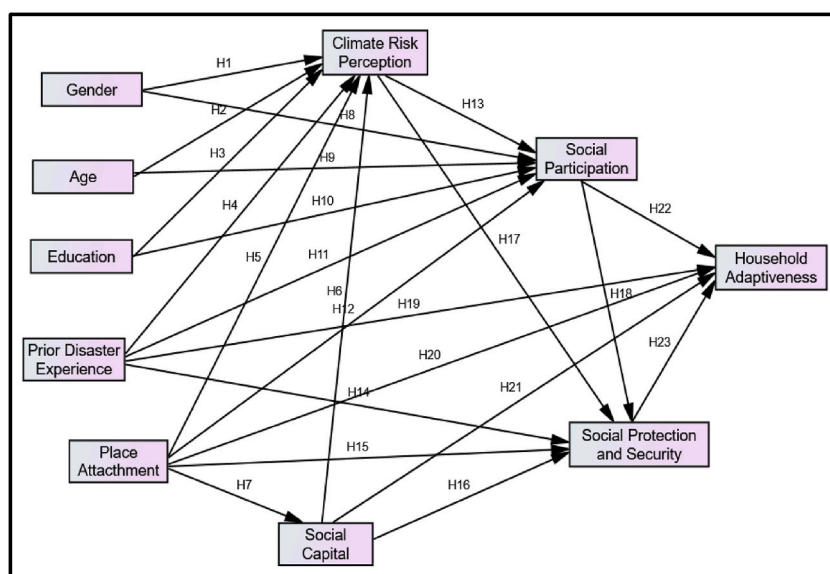 Climate Risk
Perception
H1
H13
Gender
H2
H8
Social
Participation
H3
H9
Age
H4
H10
H22
H17
Education
H5
H11
Household
Adaptiveness
H6
H19
H18
H12
Prior Disaster
Experience
H20
H23
H14
H21
Social Protection
and Security
Place
Attacthment
H15
H7
H16
Social
Capital